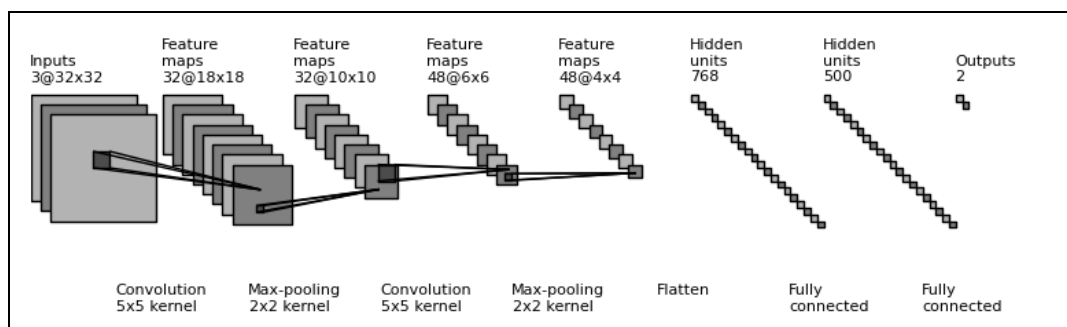 Inputs
3@32x32
Feature
maps
32@18x18
Feature
maps
32@10x10
Feature
maps
48@6x6
Feature
maps
48@4x4
Hidden
units
768
Hidden
units
500
Outputs
2
Convolution
5x5 kernel
Max-pooling
2x2 kernel
Convolution
5x5 kernel
Max-pooling
2x2 kernel
Flatten
Fully
connected
Fully
connected